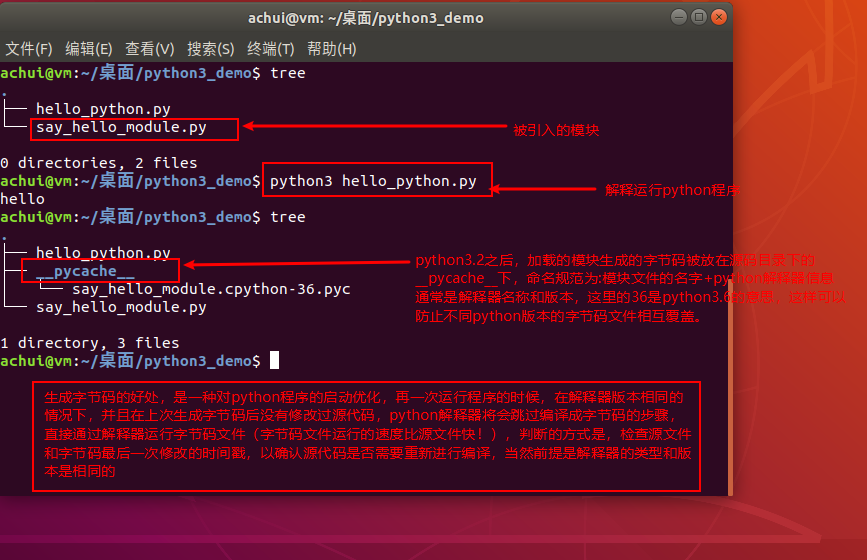 achui@vm: ~/桌面/python3_demo
文件(F) 编辑(E) 查看(V) 搜索(S) 终端(T) 帮助(H)
achui@vm:~/桌面/python3_demo$ tree
.
├── hello_python.py
└── say_hello_module.py
被引入的模块
0 directories, 2 files
achui@vm:~/桌面/python3_demo$ python3 hello_python.py
解释运行python程序
hello
achui@vm:~/桌面/python3_demo$ tree
.
├── hello_python.py
├── __pycache__
│   └── say_hello_module.cpython-36.pyc
└── say_hello_module.py
python3.2之后，加载的模块生成的字节码被放在源码目录下的
__pycache__下，命名规范为:模块文件的名字+python解释器信息
通常是解释器名称和版本，这里的36是python3.6的意思，这样可以
防止不同python版本的字节码文件相互覆盖。
1 directory, 3 files
achui@vm:~/桌面/python3_demo$
生成字节码的好处，是一种对python程序的启动优化，再一次运行程序的时候，在解释器版本相同的
情况下，并且在上次生成字节码后没有修改过源代码，python解释器将会跳过编译成字节码的步骤，
直接通过解释器运行字节码文件（字节码文件运行的速度比源文件快！），判断的方式是，检查源文件
和字节码最后一次修改的时间戳，以确认源代码是否需要重新进行编译，当然前提是解释器的类型和版
本是相同的